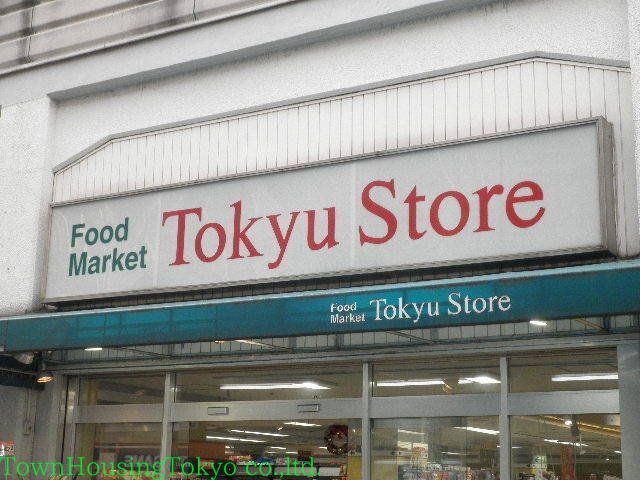 Food
Market
Tokyu Store
Food
Market
Tokyu Store
TownHousingTokyo co.,ltd.